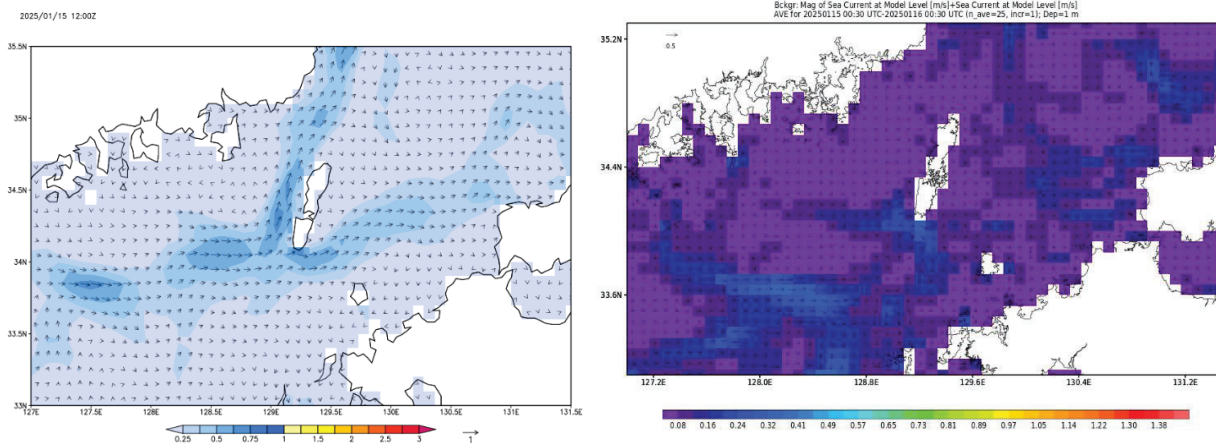 2025/01/15 12:00Z
35.5N
35N
34.5N
34N
33.5N
33N
127E
127.5E
128E
128.5E
129E
129.5E
130E
130.5E
131E
131.5E
0.25
0.5
0.75
1
1.5
2
2.5
3
1
Bckgr: Mag of Sea Current at Model Level [m/s]+Sea Current at Model Level [m/s]
AVE for 20250115 00:30 UTC-20250116 00:30 UTC (n_ave=25, incr=1); Dep=1 m
0.5
35.2N
34.4N
33.6N
127.2E
128.0E
128.8E
129.6E
130.4E
131.2E
0.08
0.16
0.24
0.32
0.41
0.49
0.57
0.65
0.73
0.81
0.89
0.97
1.05
1.14
1.22
1.30
1.38